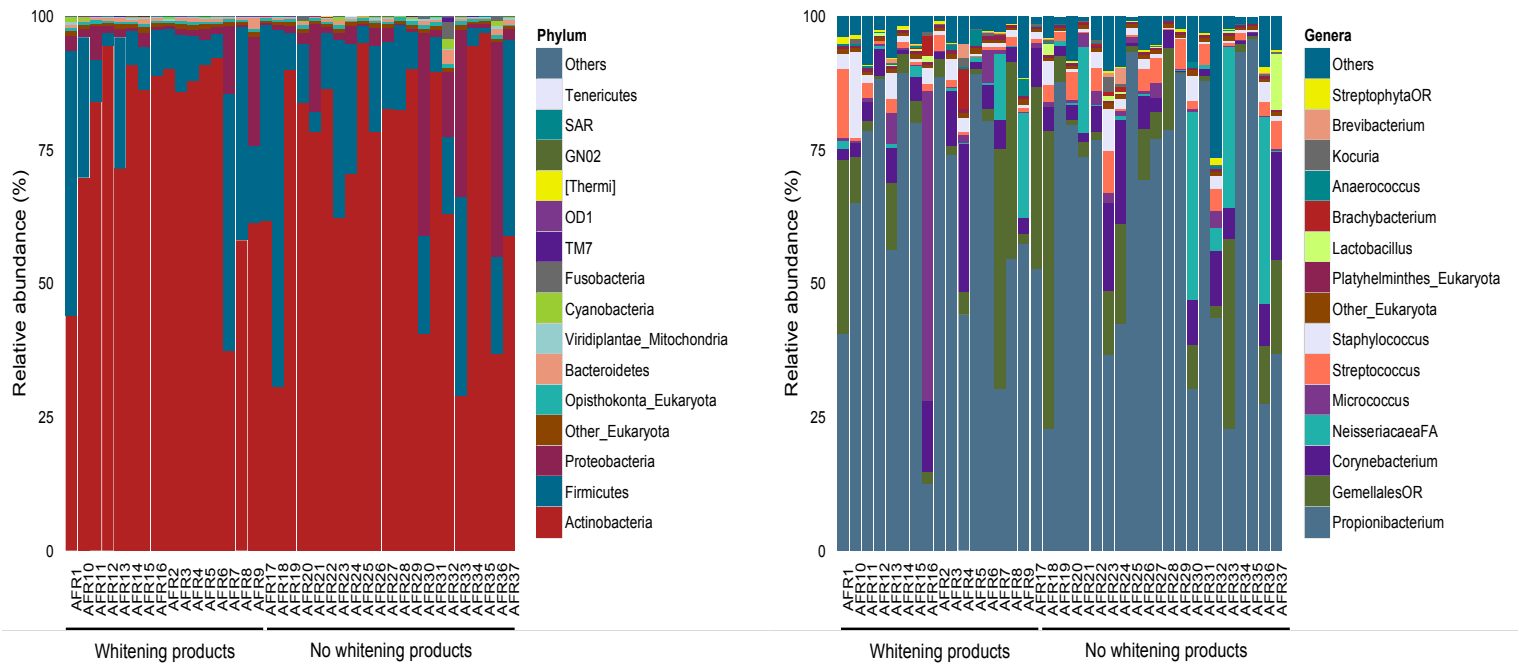 100
75
50
25
0
Relative abundance (%)
AFR1
AFR10
AFR11
AFR12
AFR13
AFR14
AFR15
AFR16
AFR2
AFR3
AFR4
AFR5
AFR6
AFR7
AFR8
AFR9
AFR17
AFR18
AFR19
AFR20
AFR21
AFR22
AFR23
AFR24
AFR25
AFR26
AFR27
AFR28
AFR29
AFR30
AFR31
AFR32
AFR33
AFR34
AFR35
AFR36
AFR37
Whitening products
No whitening products
Phylum
Others
Tenericutes
SAR
GN02
[Thermi]
OD1
TM7
Fusobacteria
Cyanobacteria
Viridiplantae_Mitochondria
Bacteroidetes
Opisthokonta_Eukaryota
Other_Eukaryota
Proteobacteria
Firmicutes
Actinobacteria
100
75
50
25
0
Relative abundance (%)
AFR1
AFR10
AFR11
AFR12
AFR13
AFR14
AFR15
AFR16
AFR2
AFR3
AFR4
AFR5
AFR6
AFR7
AFR8
AFR9
AFR17
AFR18
AFR19
AFR20
AFR21
AFR22
AFR23
AFR24
AFR25
AFR26
AFR27
AFR28
AFR29
AFR30
AFR31
AFR32
AFR33
AFR34
AFR35
AFR36
AFR37
Whitening products
No whitening products
Genera
Others
StreptophytaOR
Brevibacterium
Kocuria
Anaerococcus
Brachybacterium
Lactobacillus
Platyhelminthes_Eukaryota
Other_Eukaryota
Staphylococcus
Streptococcus
Micrococcus
NeisseriacaeaFA
Corynebacterium
GemellalesOR
Propionibacterium